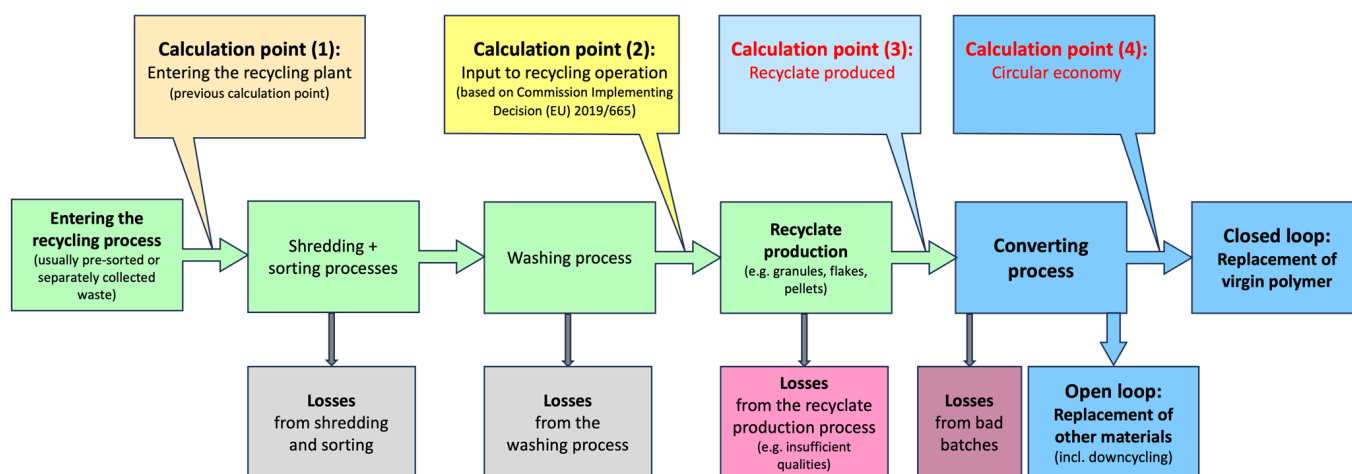 Calculation point (1):
Entering the recycling plant
(previous calculation point)
Calculation point (2):
Input to recycling operation
(based on Commission Implementing
Decision (EU) 2019/665)
Calculation point (3):
Recyclate produced
Calculation point (4):
Circular economy
Entering the
recycling process
(usually pre-sorted or
separately collected
waste)
Shredding +
sorting processes
Washing process
Recyclate
production
(e.g. granules, flakes,
pellets)
Converting
process
Closed loop:
Replacement of
virgin polymer
Losses
from shredding
and sorting
Losses
from the
washing process
Losses
from the recyclate
production process
(e.g. insufficient
qualities)
Losses
from bad
batches
Open loop:
Replacement of
other materials
(incl. downcycling)